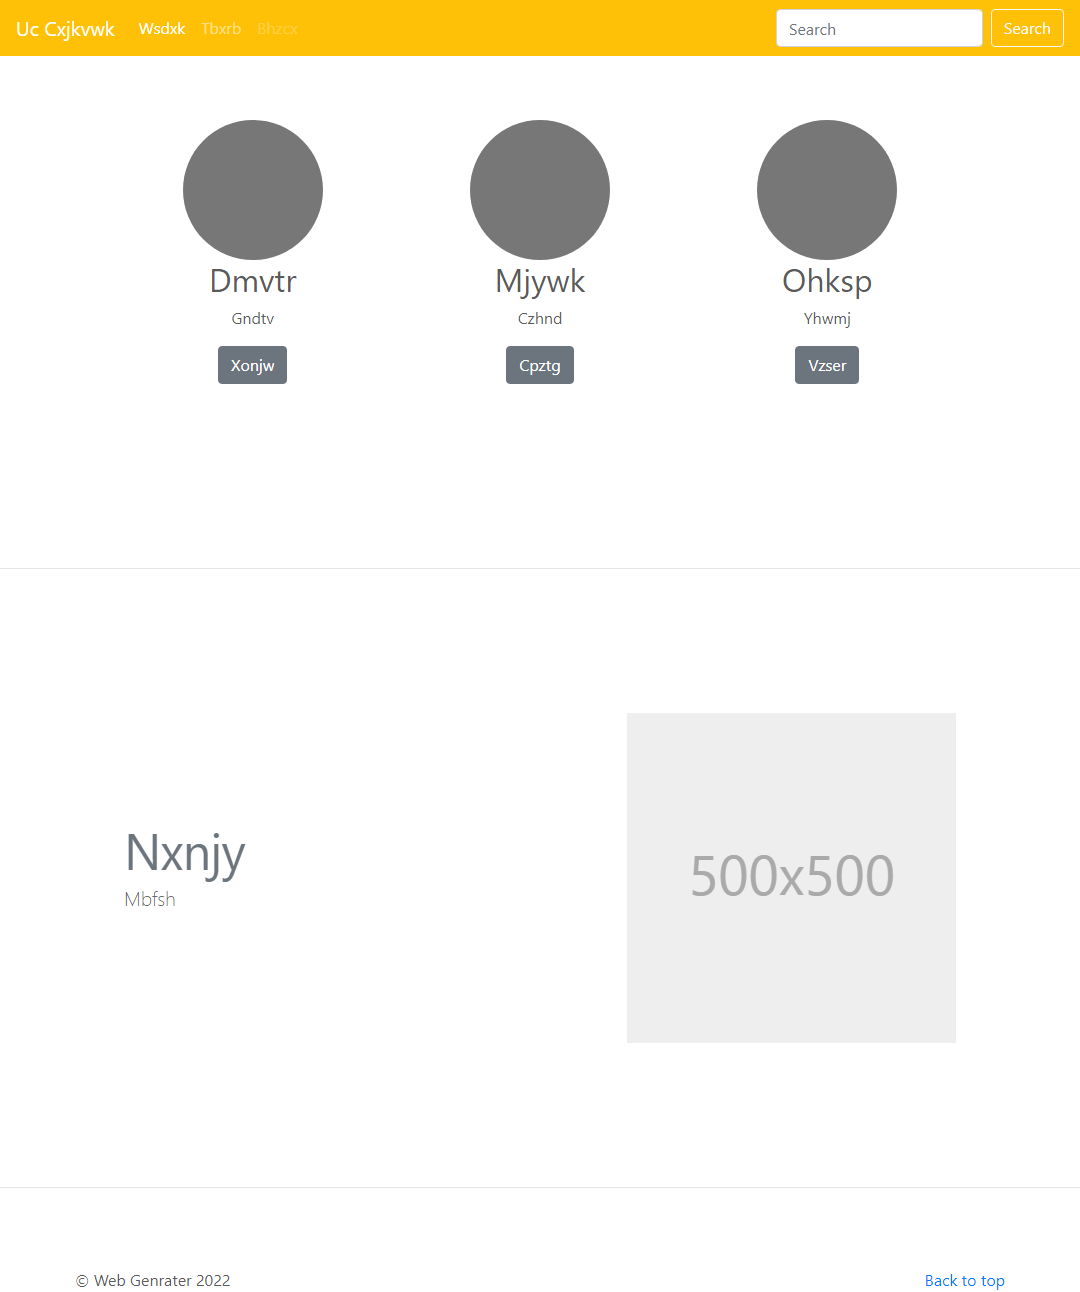 Uc Cxjkvwk Wsdxk Tbxrb Bhzcx Search Search
Dmvtr Mjywk Ohksp
Gndtv Czhnd Yhwmj
Xonjw Cpztg Vzser
Nxnjy
Mbfsh
500x500
© Web Genrater 2022 Back to top